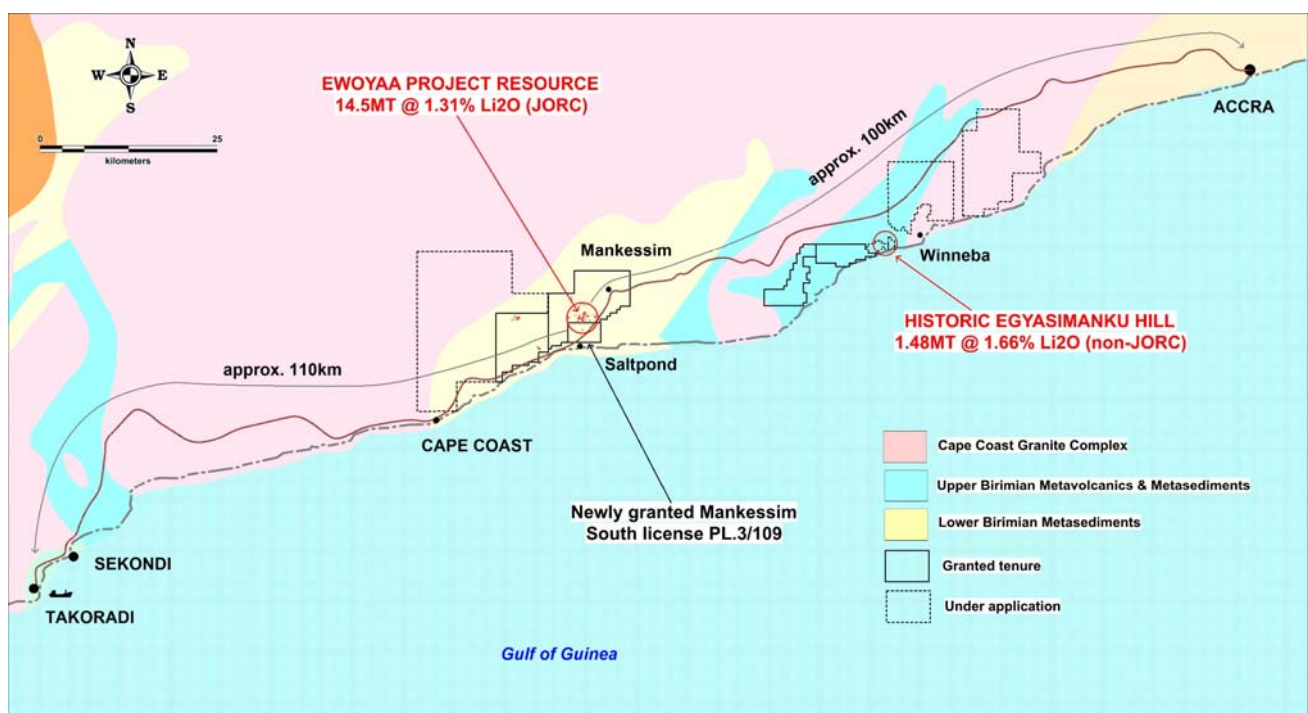 N
W E
S
0 25
kilometers
EWOYAA PROJECT RESOURCE
14.5MT @ 1.31% Li2O (JORC)
ACCRA
approx. 100km
Mankessim
Winneba
HISTORIC EGYASIMANKU HILL
1.48MT @ 1.66% Li2O (non-JORC)
Saltpond
approx. 110km
CAPE COAST
Newly granted Mankessim
South license PL.3/109
SEKONDI
TAKORADI
Gulf of Guinea
Cape Coast Granite Complex
Upper Birimian Metavolcanics & Metasediments
Lower Birimian Metasediments
Granted tenure
Under application